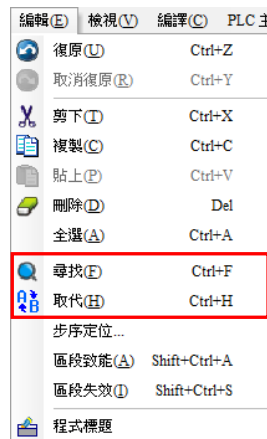 編輯(E) 檢視(V) 編譯(C) PLC
復原(U) Ctrl+Z
取消復原(R) Ctrl+Y
剪下(T) Ctrl+X
複製(C) Ctrl+C
貼上(P) Ctrl+V
刪除(D) Del
全選(A) Ctrl+A
尋找(F) Ctrl+F
取代(H) Ctrl+H
步序定位...
區段致能(A) Shift+Ctrl+A
區段失效(I) Shift+Ctrl+S
程式標題